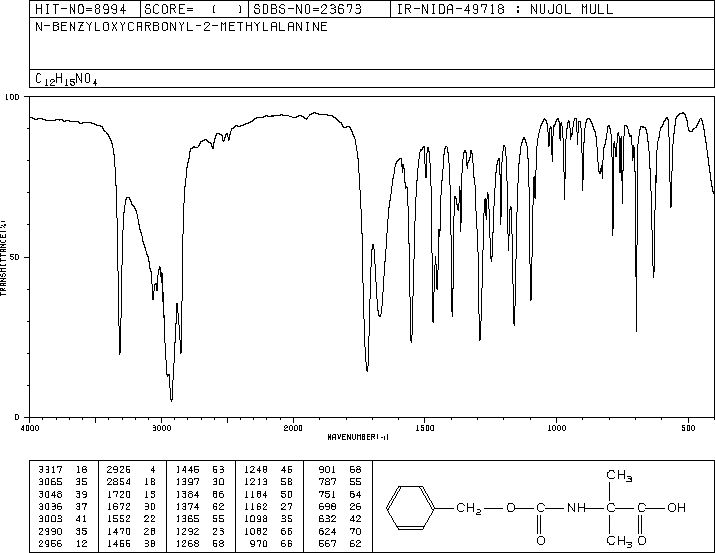 HIT-NO=8994 SCORE= ( ) SDBS-NO=23673 IR-NIDA-49718 : NUJOL MULL
N-BENZYLOXYCARBONYL-2-METHYLALANINE
C12H15NO4
100
50
0
TRANSMITTANCE(%)
4000 3000 2000 1500 1000 500
WAVENUMBER(-1)
3317 18 2925 4 1445 53 1248 46 901 68
3065 35 2854 18 1397 30 1213 58 787 55
3048 39 1720 13 1384 86 1184 50 751 64
3036 37 1672 30 1374 62 1162 27 698 26
3003 41 1552 22 1365 55 1098 35 632 42
2990 35 1470 28 1292 23 1082 66 624 70
2956 12 1455 38 1268 58 970 66 567 62
CH3
CH2 O C NH C C OH
O CH3 O